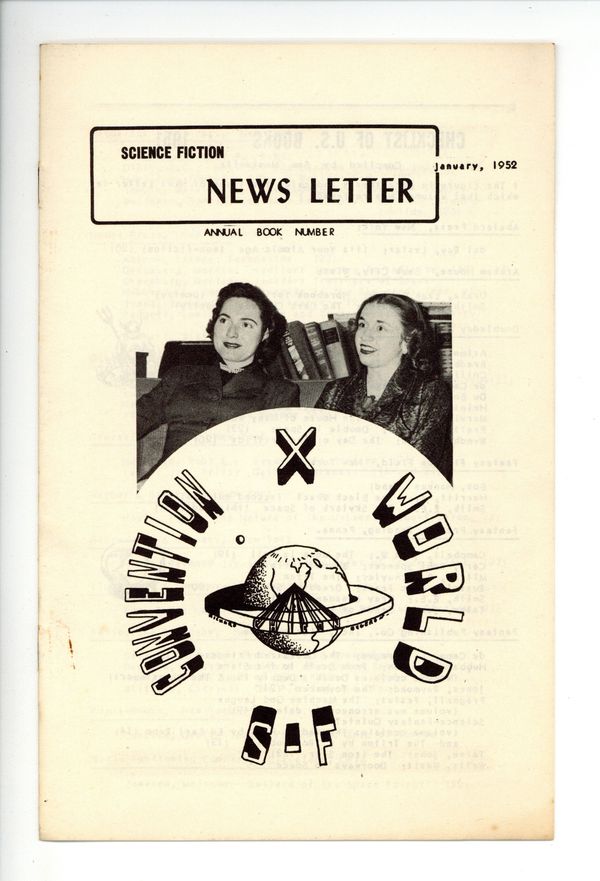 SCIENCE FICTION
january, 1952
NEWS LETTER
ANNUAL BOOK NUMBER
X
CONVENTION
WORLD
S-F